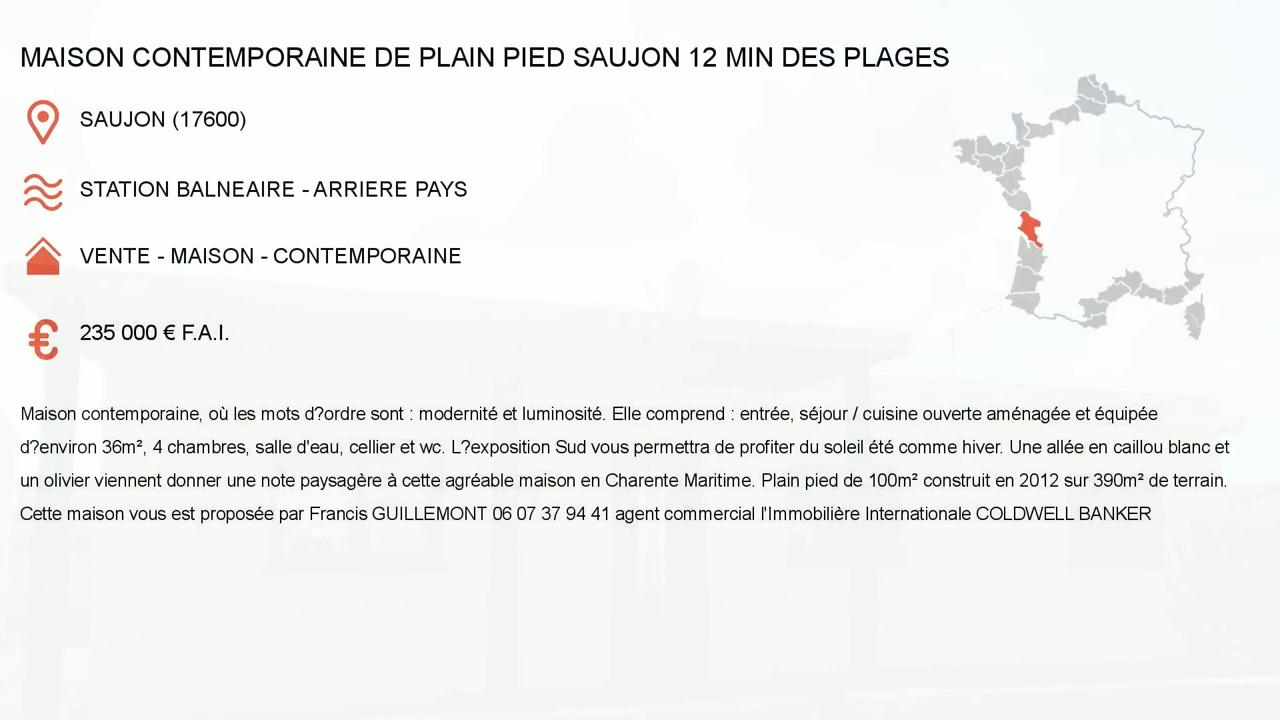 MAISON CONTEMPORAINE DE PLAIN PIED SAUJON 12 MIN DES PLAGES
SAUJON (17600)
STATION BALNEAIRE - ARRIERE PAYS
VENTE - MAISON - CONTEMPORAINE
235 000 € F.A.I.
Maison contemporaine, où les mots d?ordre sont : modernité et luminosité. Elle comprend : entrée, séjour / cuisine ouverte aménagée et équipée
d?environ 36m², 4 chambres, salle d'eau, cellier et wc. L?exposition Sud vous permettra de profiter du soleil été comme hiver. Une allée en caillou blanc et
un olivier viennent donner une note paysagère à cette agréable maison en Charente Maritime. Plain pied de 100m² construit en 2012 sur 390m² de terrain.
Cette maison vous est proposée par Francis GUILLEMONT 06 07 37 94 41 agent commercial l'Immobilière Internationale COLDWELL BANKER